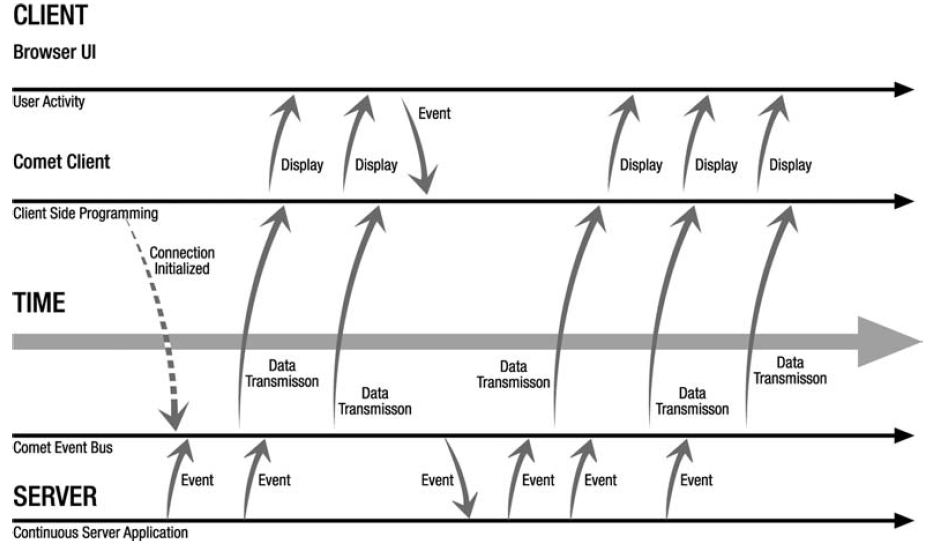 CLIENT
Browser UI
User Activity
Event
Comet Client
Display
Display
Display
Display
Display
Client Side Programming
Connection
Initialized
TIME
Data
Transmisson
Data
Transmisson
Data
Transmisson
Data
Transmisson
Data
Transmisson
Comet Event Bus
Event
Event
Event
Event
Event
Event
SERVER
Continuous Server Application